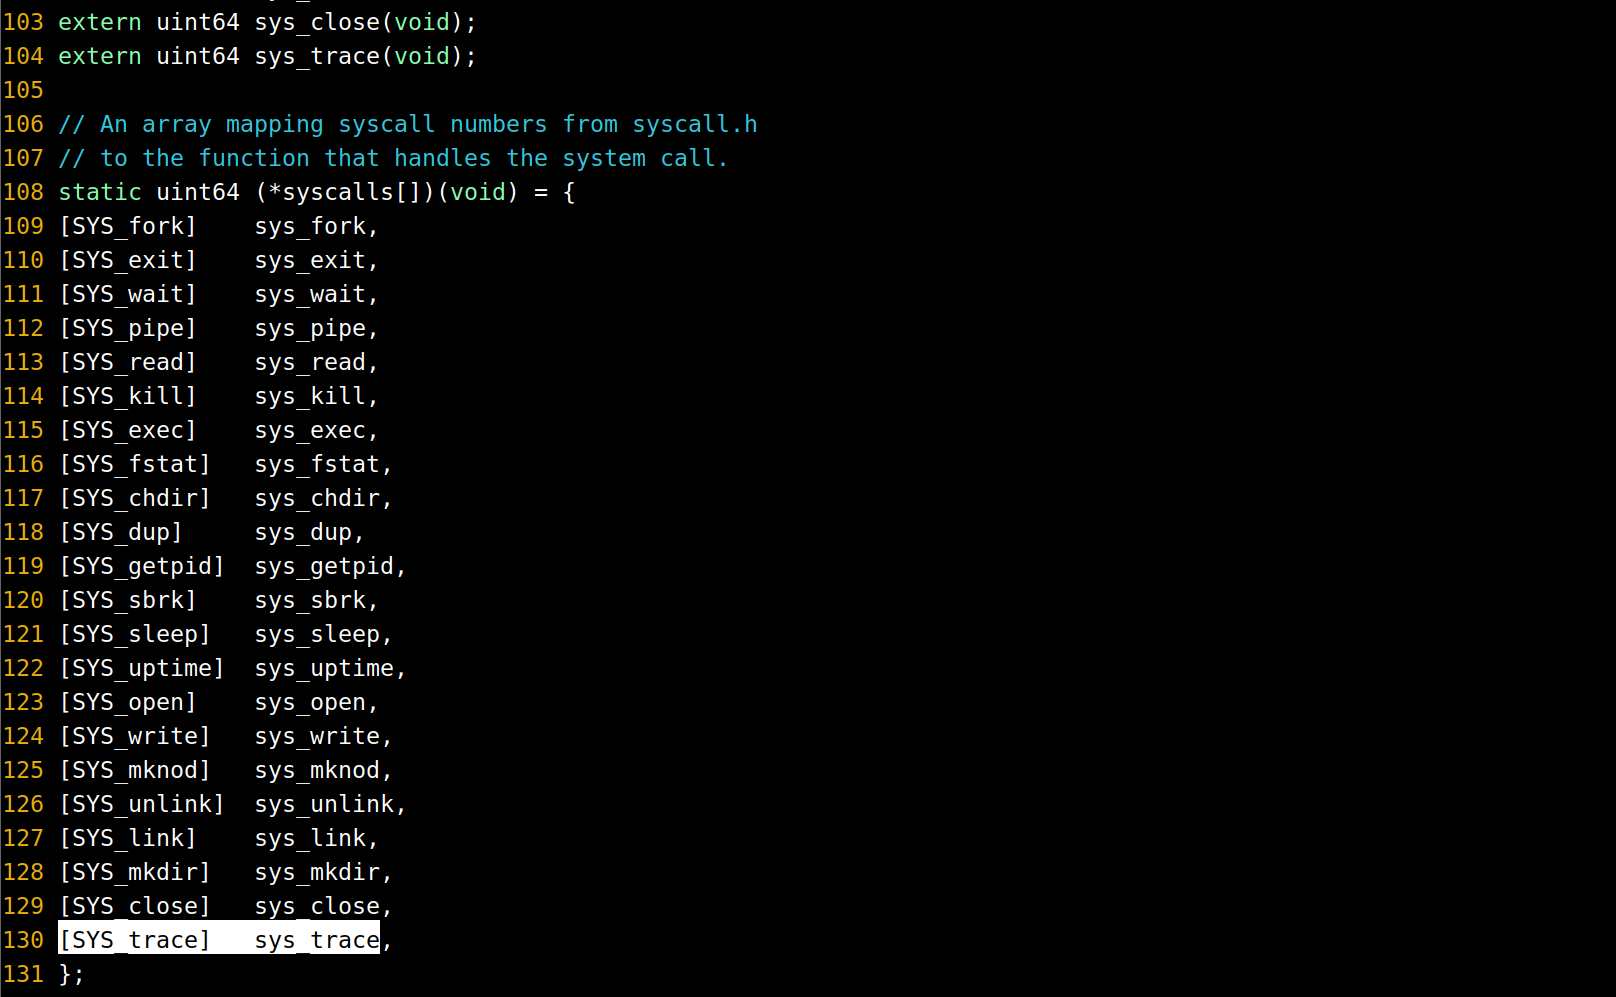 103 extern uint64 sys_close(void);
104 extern uint64 sys_trace(void);
105
106 // An array mapping syscall numbers from syscall.h
107 // to the function that handles the system call.
108 static uint64 (*syscalls[])(void) = {
109 [SYS_fork]    sys_fork,
110 [SYS_exit]    sys_exit,
111 [SYS_wait]    sys_wait,
112 [SYS_pipe]    sys_pipe,
113 [SYS_read]    sys_read,
114 [SYS_kill]    sys_kill,
115 [SYS_exec]    sys_exec,
116 [SYS_fstat]   sys_fstat,
117 [SYS_chdir]   sys_chdir,
118 [SYS_dup]     sys_dup,
119 [SYS_getpid]  sys_getpid,
120 [SYS_sbrk]    sys_sbrk,
121 [SYS_sleep]   sys_sleep,
122 [SYS_uptime]  sys_uptime,
123 [SYS_open]    sys_open,
124 [SYS_write]   sys_write,
125 [SYS_mknod]   sys_mknod,
126 [SYS_unlink]  sys_unlink,
127 [SYS_link]    sys_link,
128 [SYS_mkdir]   sys_mkdir,
129 [SYS_close]   sys_close,
130 [SYS_trace]   sys_trace,
131 };